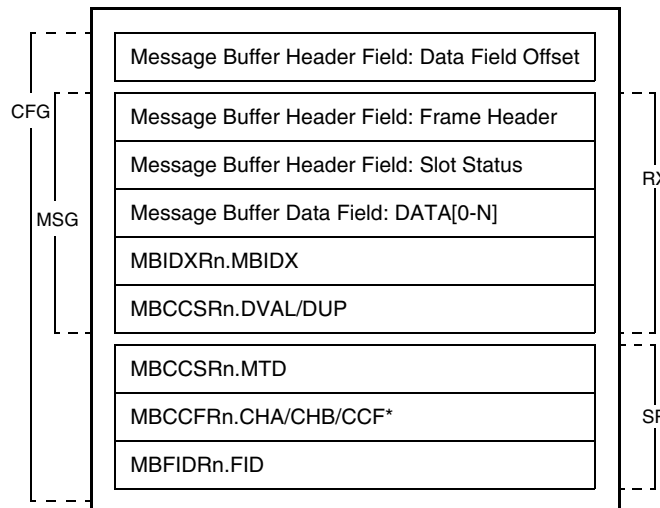 Message Buffer Header Field: Data Field Offset
CFG
Message Buffer Header Field: Frame Header
Message Buffer Header Field: Slot Status
RX
MSG
Message Buffer Data Field: DATA[0-N]
MBIDXRn.MBIDX
MBCCSRn.DVAL/DUP
MBCCSRn.MTD
MBCCFRn.CHA/CHB/CCF*
MBFIDRn.FID